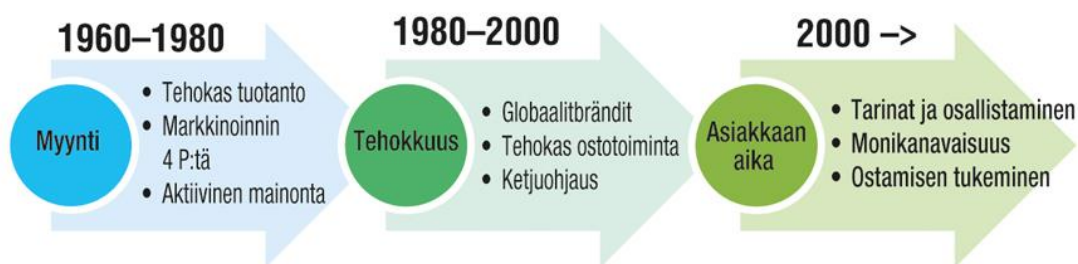 1960–1980
Myynti
• Tehokas tuotanto
• Markkinoinnin
4 P:tä
• Aktiivinen mainonta
1980–2000
Tehokkuus
• Globaalitbrändit
• Tehokas ostotoiminta
• Ketjuohjaus
2000 –>
Asiakkaan
aika
• Tarinat ja osallistaminen
• Monikanavaisuus
• Ostamisen tukeminen